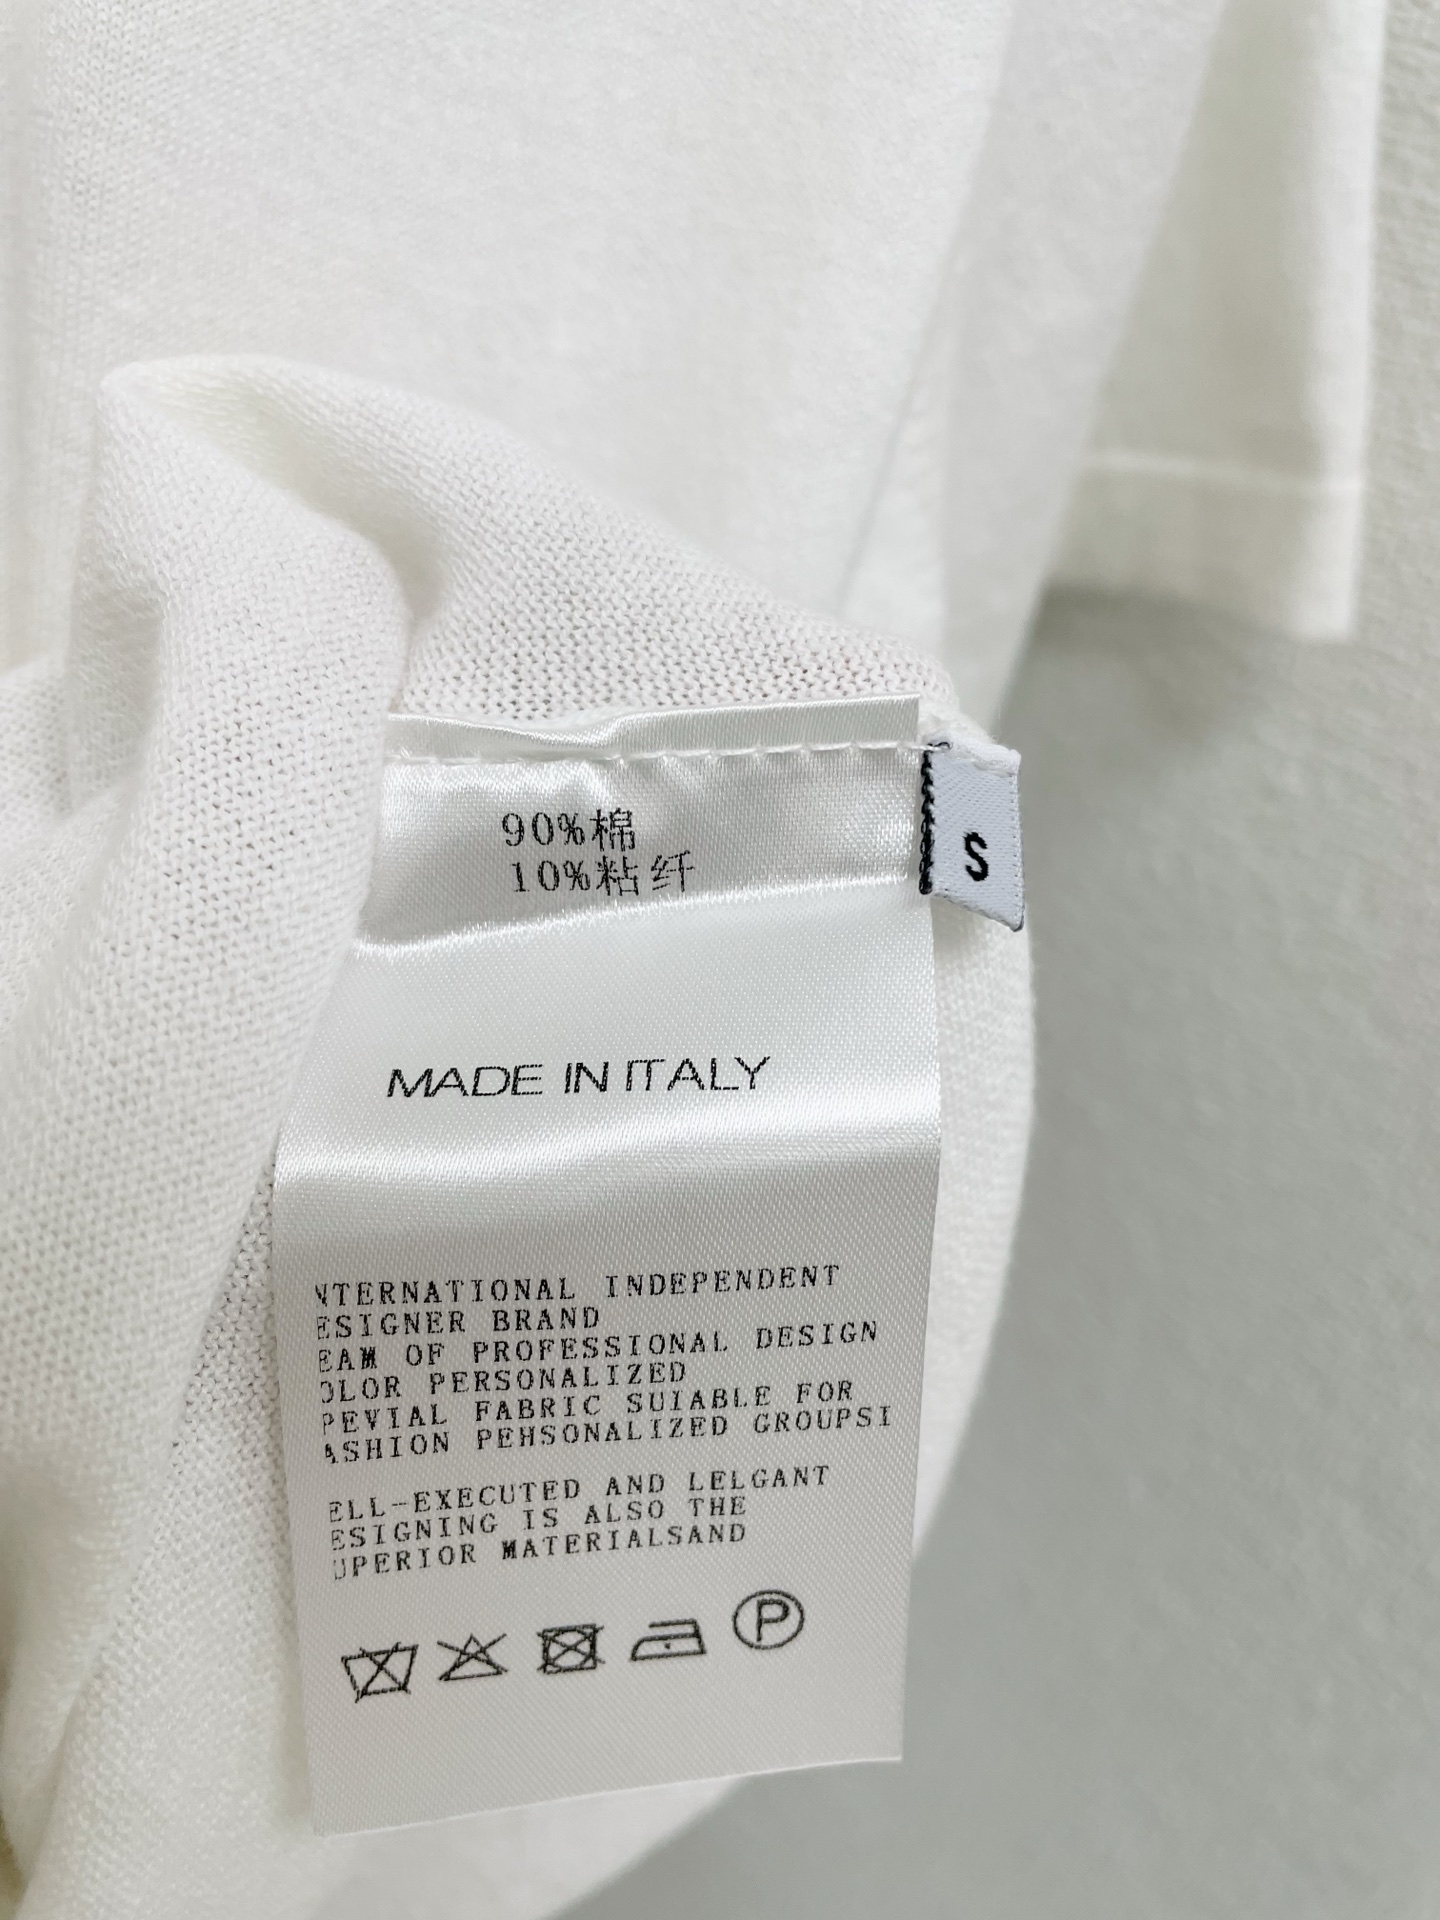 90%棉
10%粘纤
S
MADE IN ITALY
NTERNATIONAL INDEPENDENT
ESIGNER BRAND
EAM OF PROFESSIONAL DESIGN
OLOR PERSONALIZED
PEVIAL FABRIC SUIABLE FOR
ASHION PEHSONALIZED GROUPSI
ELL-EXECUTED AND LELGANT
ESIGNING IS ALSO THE
UPERIOR MATERIALSAND
P